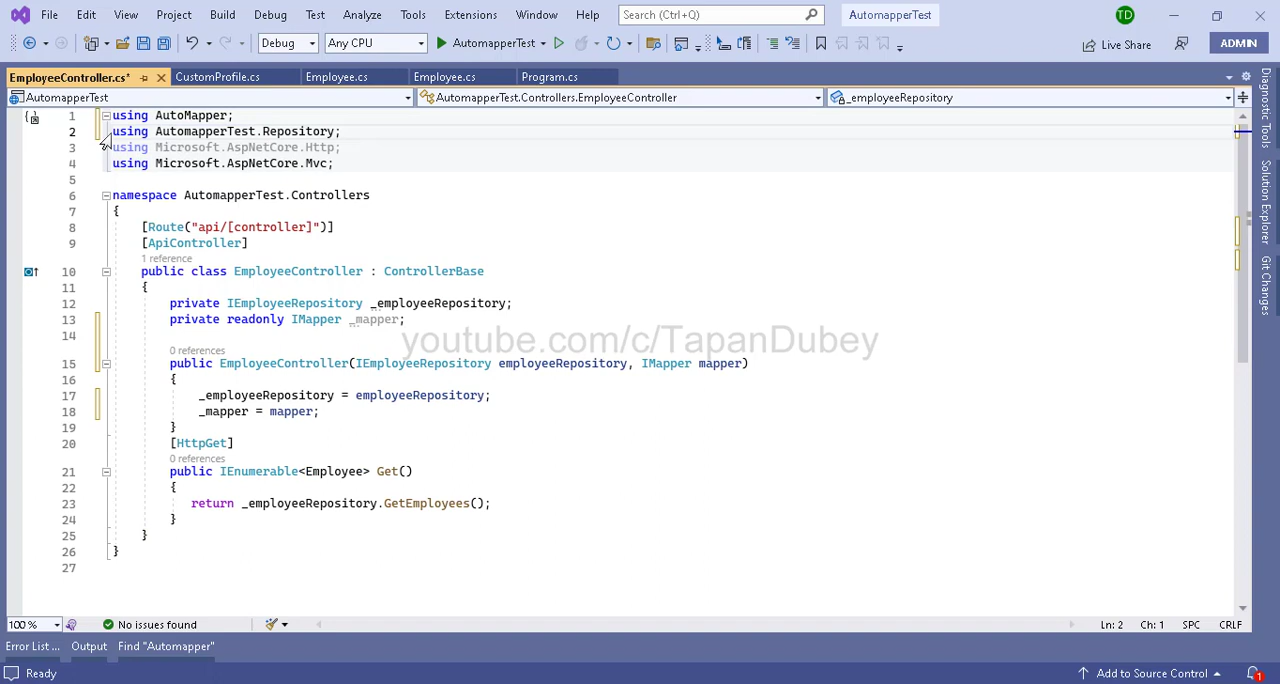 File Edit View Project Build Debug Test Analyze Tools Extensions Window Help Search (Ctrl+Q) AutomapperTest TD
Debug Any CPU AutomapperTest Live Share ADMIN
EmployeeController.cs* CustomProfile.cs Employee.cs Employee.cs Program.cs
AutomapperTest AutomapperTest.Controllers.EmployeeController _employeeRepository
1 using AutoMapper;
2 using AutomapperTest.Repository;
3 using Microsoft.AspNetCore.Http;
4 using Microsoft.AspNetCore.Mvc;
5
6 namespace AutomapperTest.Controllers
7 {
8 [Route("api/[controller]")]
9 [ApiController]
1 reference
10 public class EmployeeController : ControllerBase
11 {
12 private IEmployeeRepository _employeeRepository;
13 private readonly IMapper _mapper;
14
youtube.com/c/TapanDubey
0 references
15 public EmployeeController(IEmployeeRepository employeeRepository, IMapper mapper)
16 {
17 _employeeRepository = employeeRepository;
18 _mapper = mapper;
19 }
20 [HttpGet]
0 references
21 public IEnumerable<Employee> Get()
22 {
23 return _employeeRepository.GetEmployees();
24 }
25 }
26 }
27
100 % No issues found Ln: 2 Ch: 1 SPC CRLF
Error List ... Output Find "Automapper"
Ready Add to Source Control 1
Diagnostic Tools
Solution Explorer
Git Changes